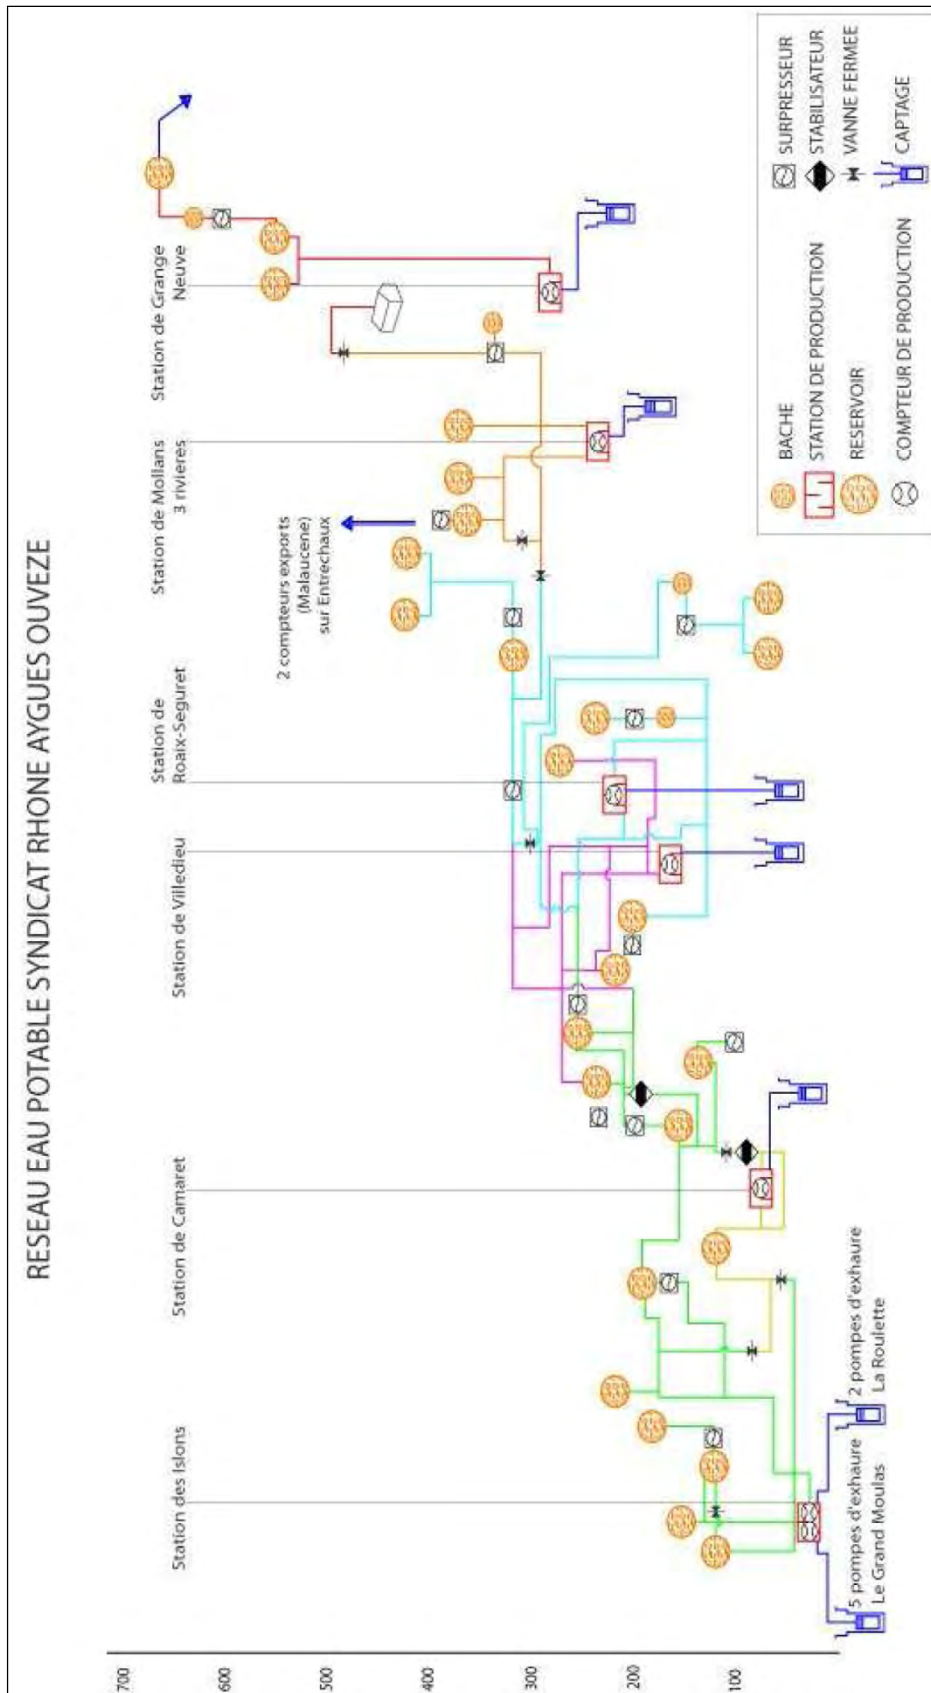 RESEAU EAU POTABLE SYNDICAT RHONE AYGUES OUVEZE
Station des Islons
Station de Camaret
Station de Villedieu
Station de
Roaix-Seguret
Station de Mollans
3 rivieres
Station de Grange
Neuve
2 compteurs exports
(Malaucene)
sur Entrechaux
700
600
500
400
300
200
100
5 pompes d'exhaure
Le Grand Moulas
2 pompes d'exhaure
La Roulette
BACHE
STATION DE PRODUCTION
RESERVOIR
COMPTEUR DE PRODUCTION
SURPRESSEUR
STABILISATEUR
VANNE FERMEE
CAPTAGE